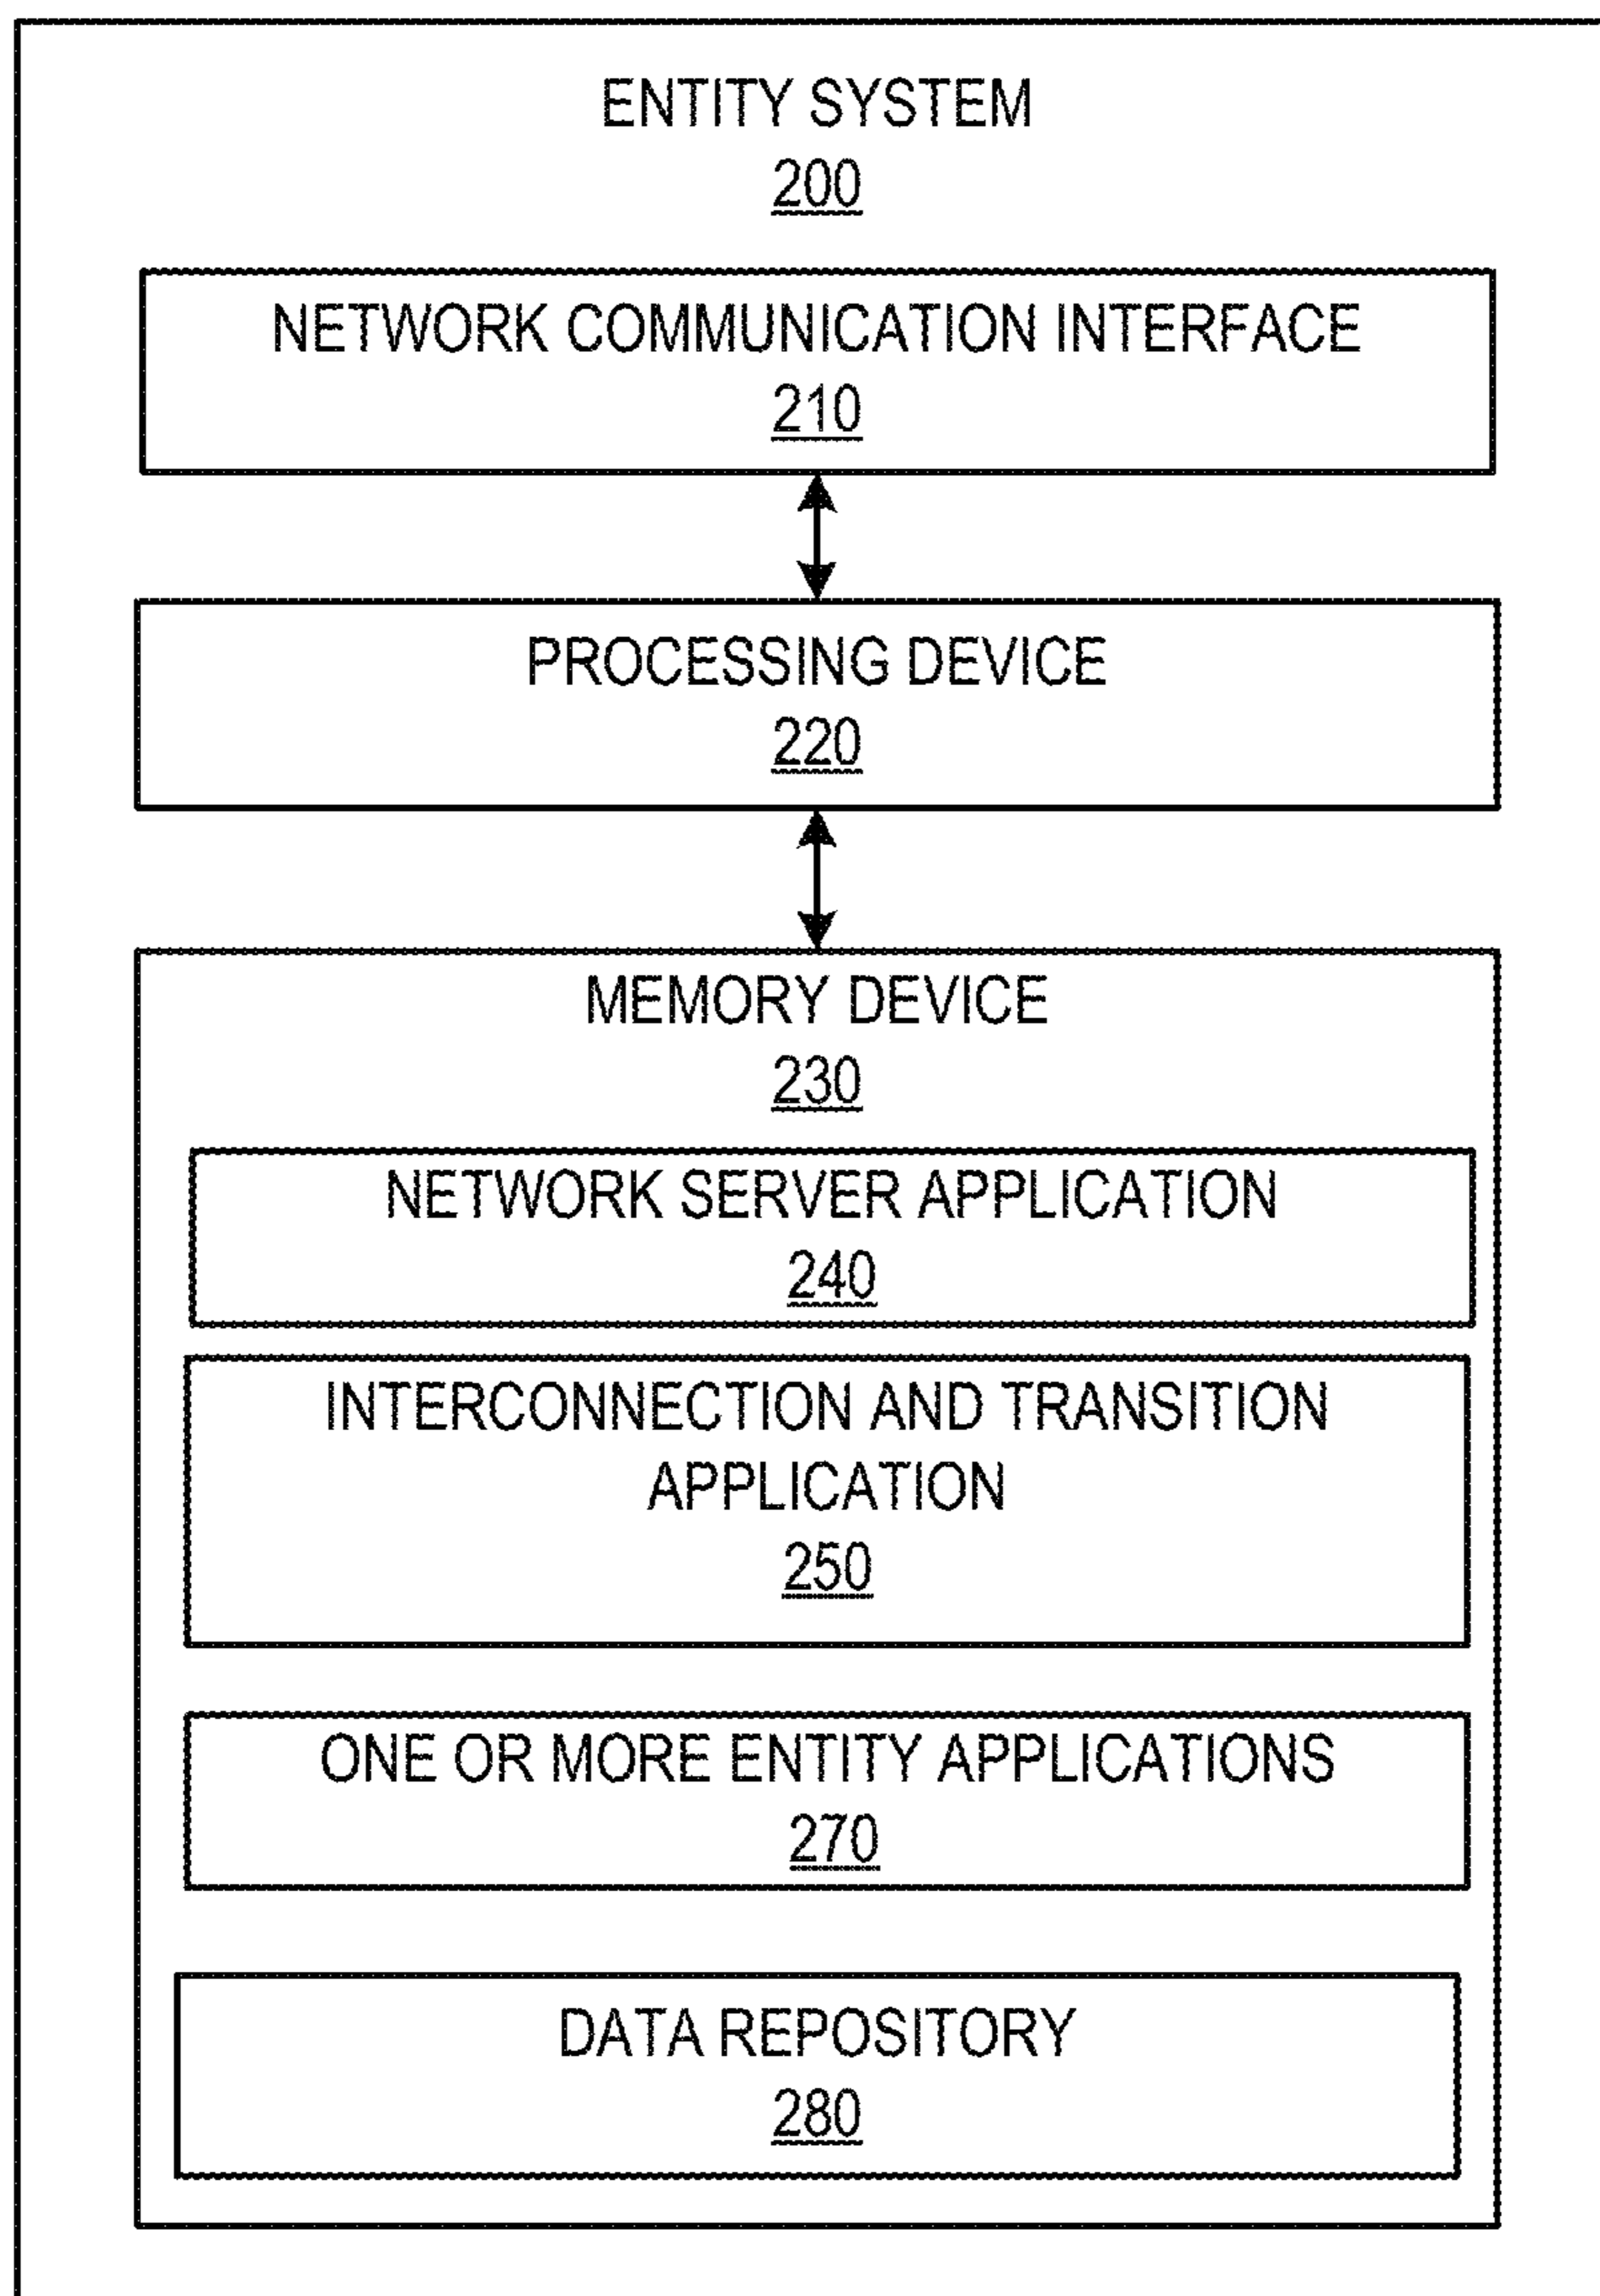 ENTITY SYSTEM
200
NETWORK COMMUNICATION INTERFACE
210
PROCESSING DEVICE
220
MEMORY DEVICE
230
NETWORK SERVER APPLICATION
240
INTERCONNECTION AND TRANSITION
APPLICATION
250
ONE OR MORE ENTITY APPLICATIONS
270
DATA REPOSITORY
280